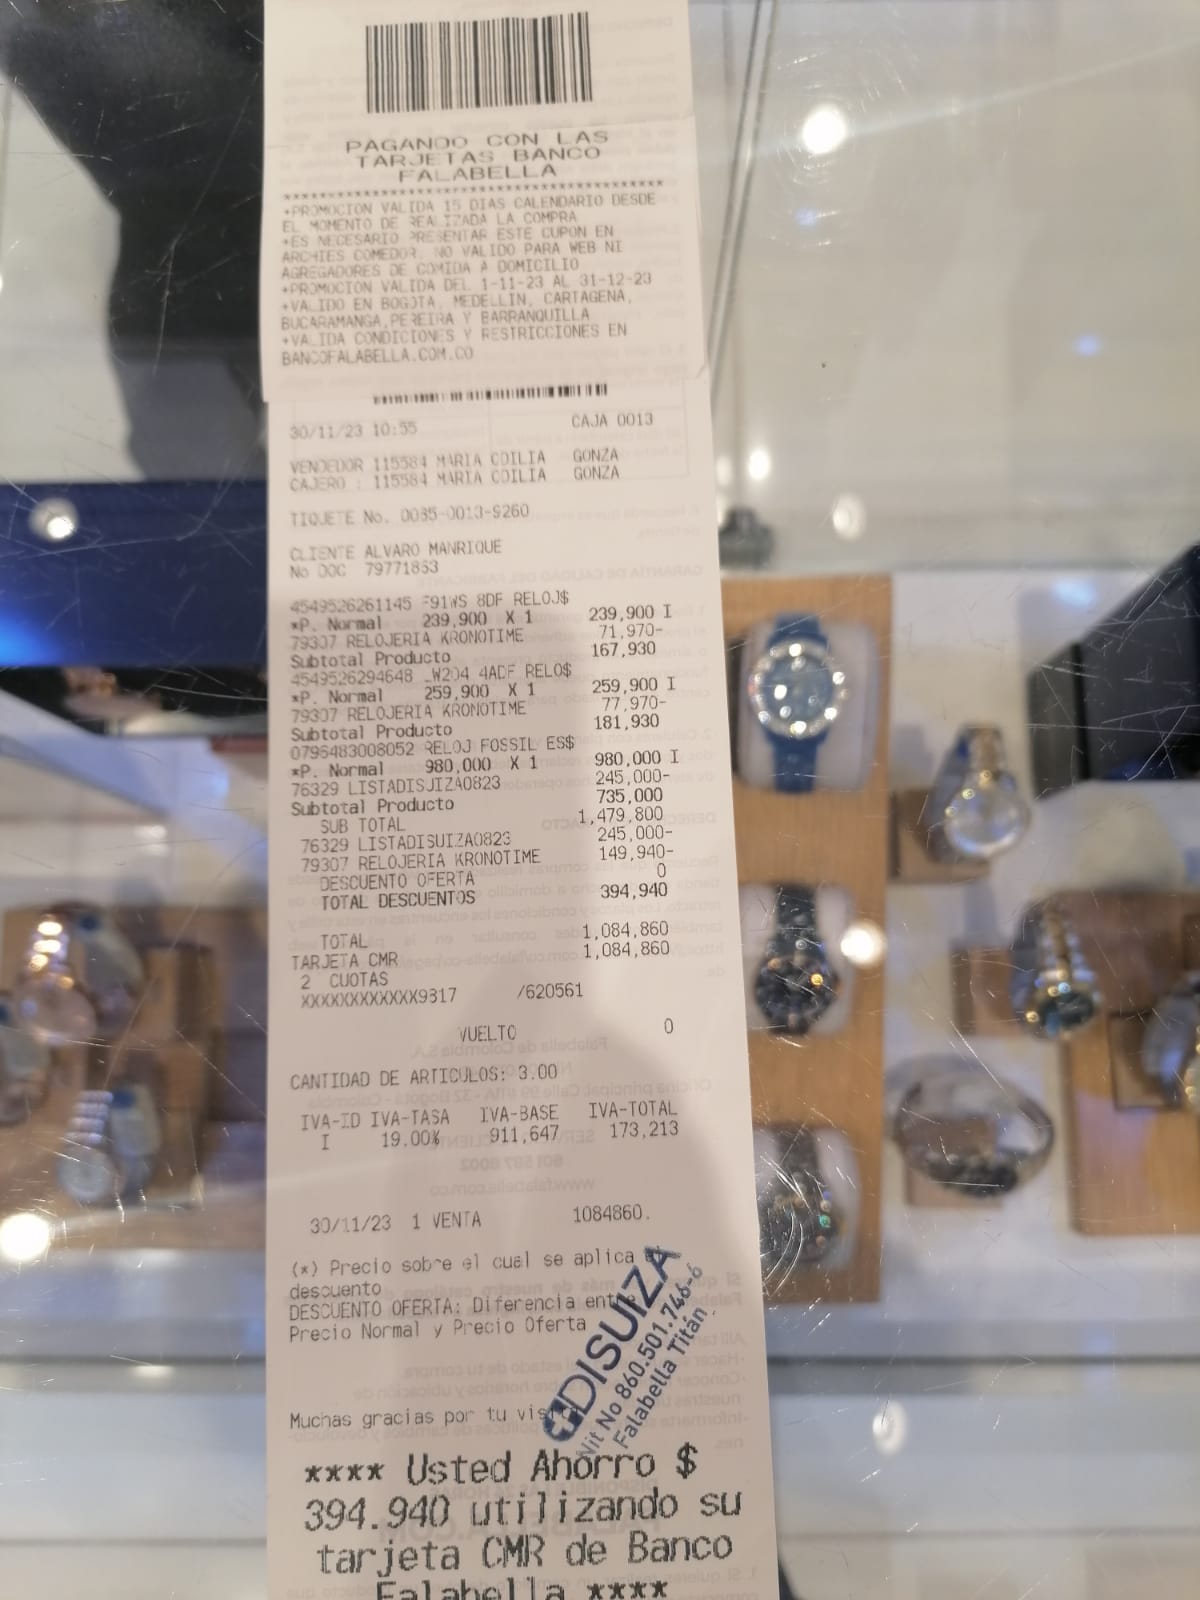 PAGANDO CON LAS
TARJETAS BANCO
FALABELLA
****************************************
+PROMOCION VALIDA 15 DIAS CALENDARIO DESDE
EL MOMENTO DE REALIZADA LA COMPRA
+ES NECESARIO PRESENTAR ESTE CUPON EN
ARCHIES COMEDOR. NO VALIDO PARA WEB NI
AGREGADORES DE COMIDA A DOMICILIO
+PROMOCION VALIDA DEL 1-11-23 AL 31-12-23
+VALIDO EN BOGOTA, MEDELLIN, CARTAGENA,
BUCARAMANGA,PEREIRA Y BARRANQUILLA
+VALIDA CONDICIONES Y RESTRICCIONES EN
BANCOFALABELLA.COM.CO
30/11/23 10:55 CAJA 0013
VENDEDOR 115584 MARIA CDILIA GONZA
CAJERO : 115584 MARIA CDILIA GONZA
TIQUETE No. 0085-0013-9260
CLIENTE ALVARO MANRIQUE
No DOC 79771853
4549526261145 F91WS 8DF RELOJ$
*P. Normal 239,900 X 1 239,900 I
79307 RELOJERIA KRONOTIME 71,970-
Subtotal Producto 167,930
4549526294648 LW204 4ADF RELO$
*P. Normal 259,900 X 1 259,900 I
79307 RELOJERIA KRONOTIME 77,970-
Subtotal Producto 181,930
0796483008052 RELOJ FOSSIL ES$
*P. Normal 980,000 X 1 980,000 I
76329 LISTADISUIZA0823 245,000-
Subtotal Producto 735,000
SUB TOTAL 1,479,800
76329 LISTADISUIZA0823 245,000-
79307 RELOJERIA KRONOTIME 149,940-
DESCUENTO OFERTA 0
TOTAL DESCUENTOS 394,940
TOTAL 1,084,860
TARJETA CMR 1,084,860
2 CUOTAS
XXXXXXXXXXXX9317 /620561
VUELTO 0
CANTIDAD DE ARTICULOS: 3.00
IVA-ID IVA-TASA IVA-BASE IVA-TOTAL
I 19.00% 911,647 173,213
30/11/23 1 VENTA 1084860.
(*) Precio sobre el cual se aplica el
descuento
DESCUENTO OFERTA: Diferencia entre
Precio Normal y Precio Oferta
DISUIZA
Nit No 860.501.746-6
Falabella Titán
Muchas gracias por tu visita
**** Usted Ahorro $
394.940 utilizando su
tarjeta CMR de Banco
Falabella ****